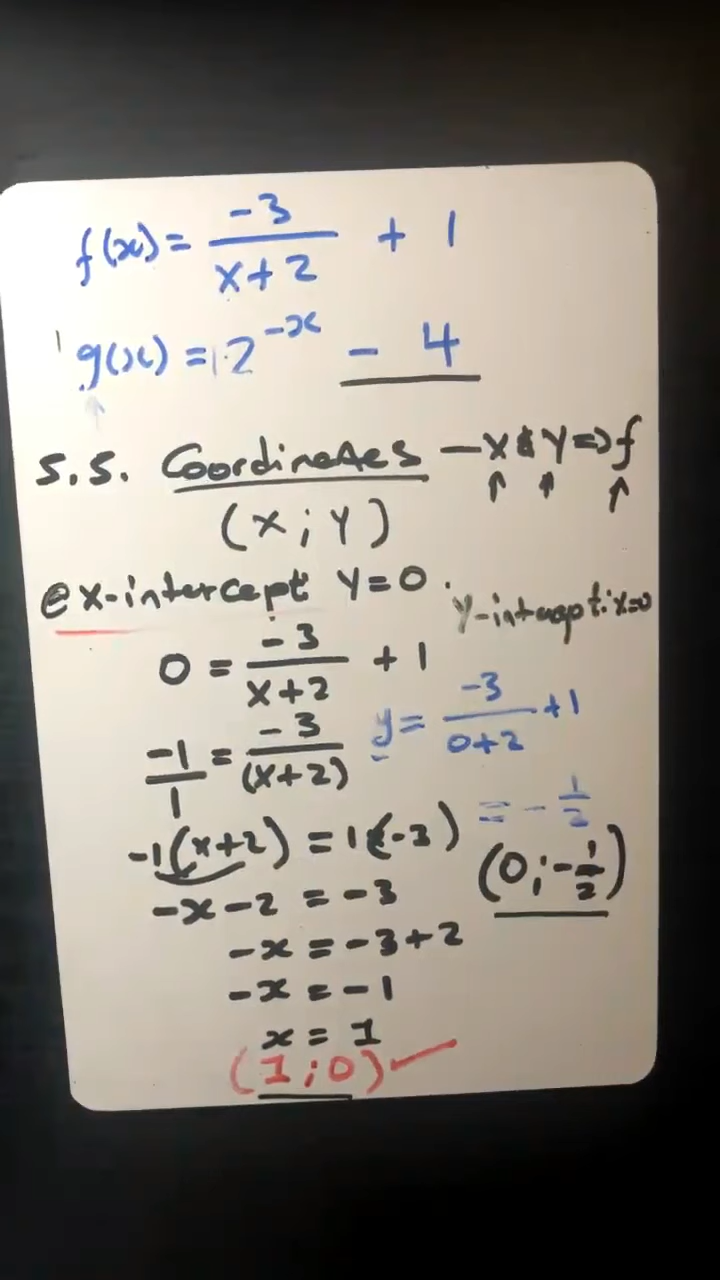 f(x) = -3/(x+2) + 1
g(x) = 2^-x - 4
5.5. Coordinates - x & y => f
↑ ↑ ↑
(x ; y)
@ x-intercept y=0.
0 = -3/(x+2) + 1
-1/1 = -3/(x+2)
-1(x+2) = 1(-3)
-x-2 = -3
-x = -3+2
-x = -1
x = 1
(1 ; 0) ✓
y-intercept: x=0
y = -3/(0+2) +1
= -1/2
(0 ; -1/2)